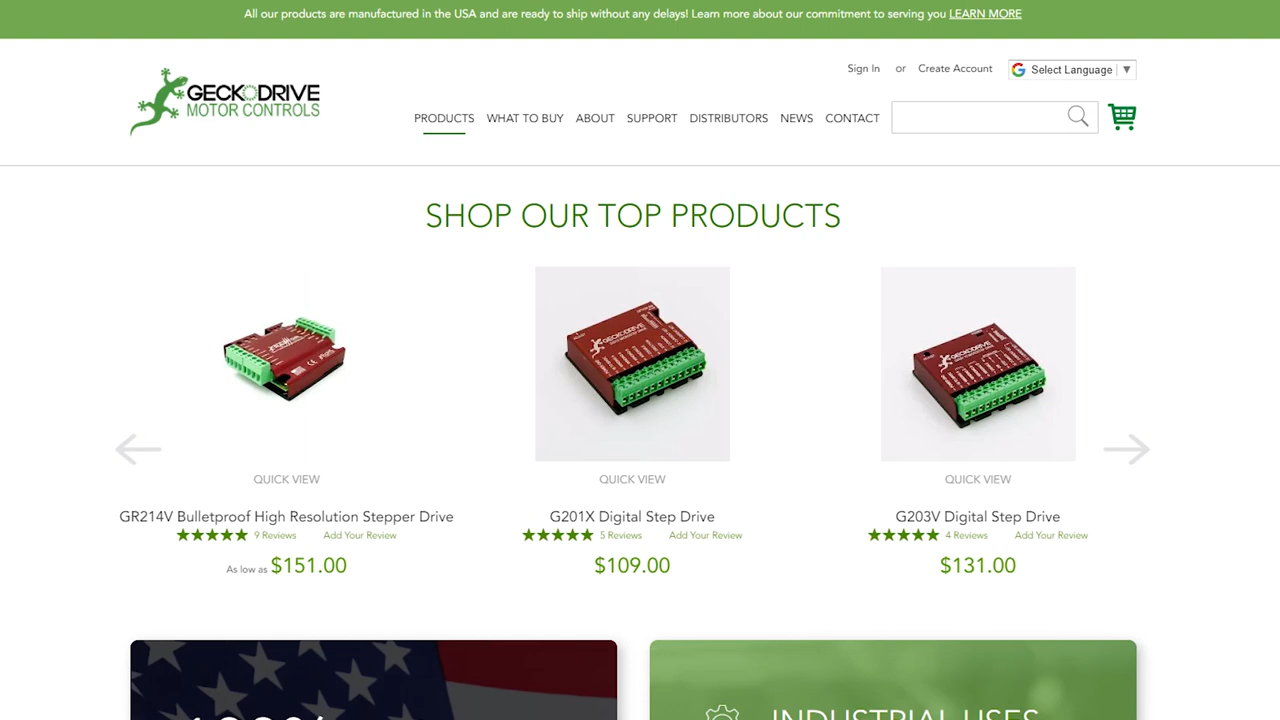 All our products are manufactured in the USA and are ready to ship without any delays! Learn more about our commitment to serving you LEARN MORE
Sign In or Create Account Select Language ▼
GECKODRIVE
MOTOR CONTROLS
PRODUCTS WHAT TO BUY ABOUT SUPPORT DISTRIBUTORS NEWS CONTACT
SHOP OUR TOP PRODUCTS
GECKODRIVE
GECKODRIVE
QUICK VIEW QUICK VIEW QUICK VIEW
GR214V Bulletproof High Resolution Stepper Drive G201X Digital Step Drive G203V Digital Step Drive
9 Reviews Add Your Review 5 Reviews Add Your Review 4 Reviews Add Your Review
As low as $151.00 $109.00 $131.00
INDUSTRIAL USES